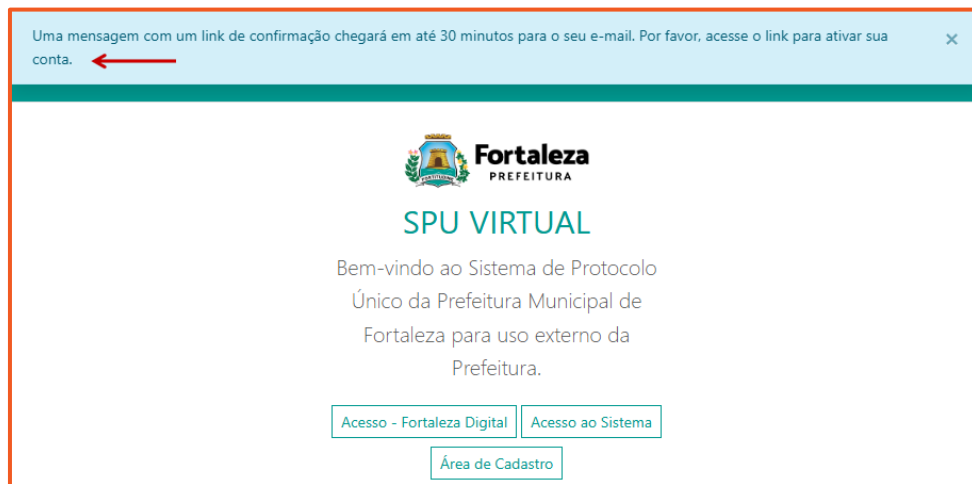 Uma mensagem com um link de confirmação chegará em até 30 minutos para o seu e-mail. Por favor, acesse o link para ativar sua
conta.
×
Fortaleza
PREFEITURA
SPU VIRTUAL
Bem-vindo ao Sistema de Protocolo
Único da Prefeitura Municipal de
Fortaleza para uso externo da
Prefeitura.
Acesso - Fortaleza Digital
Acesso ao Sistema
Área de Cadastro